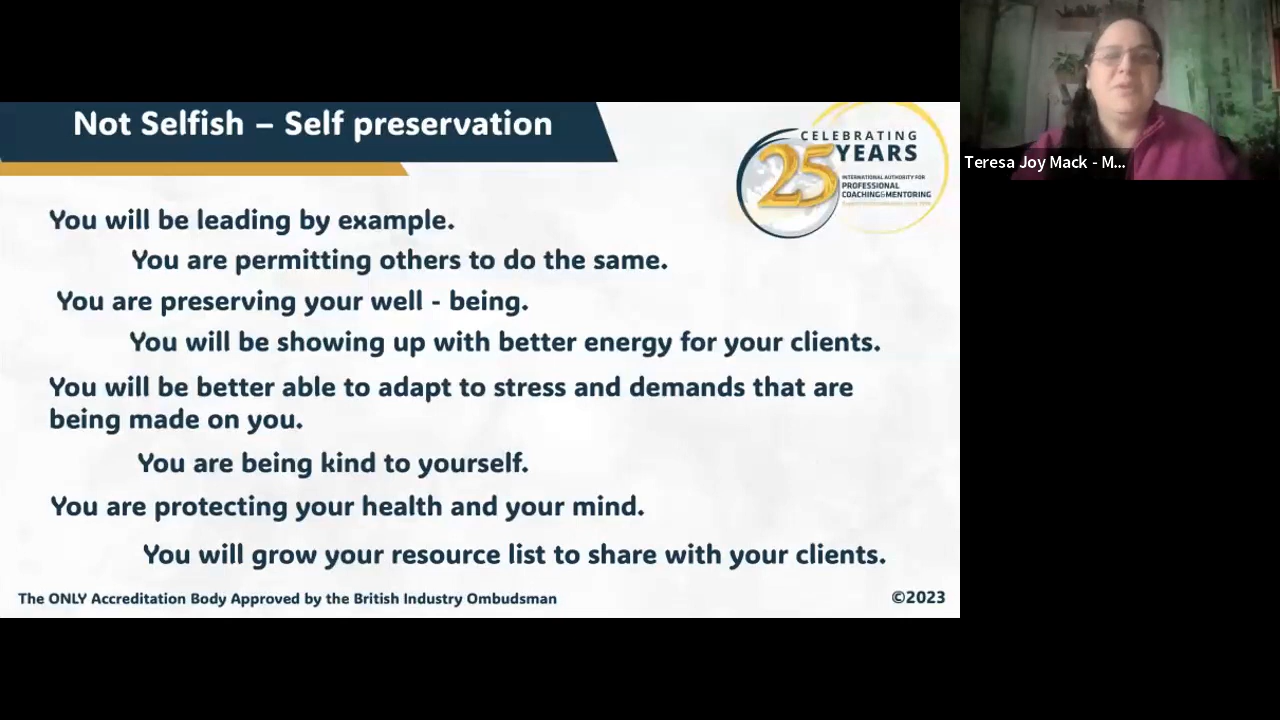 Not Selfish – Self preservation
CELEBRATING
25 YEARS
INTERNATIONAL AUTHORITY FOR
PROFESSIONAL
COACHING&MENTORING
Teresa Joy Mack - M...
You will be leading by example.
You are permitting others to do the same.
You are preserving your well - being.
You will be showing up with better energy for your clients.
You will be better able to adapt to stress and demands that are
being made on you.
You are being kind to yourself.
You are protecting your health and your mind.
You will grow your resource list to share with your clients.
The ONLY Accreditation Body Approved by the British Industry Ombudsman
©2023